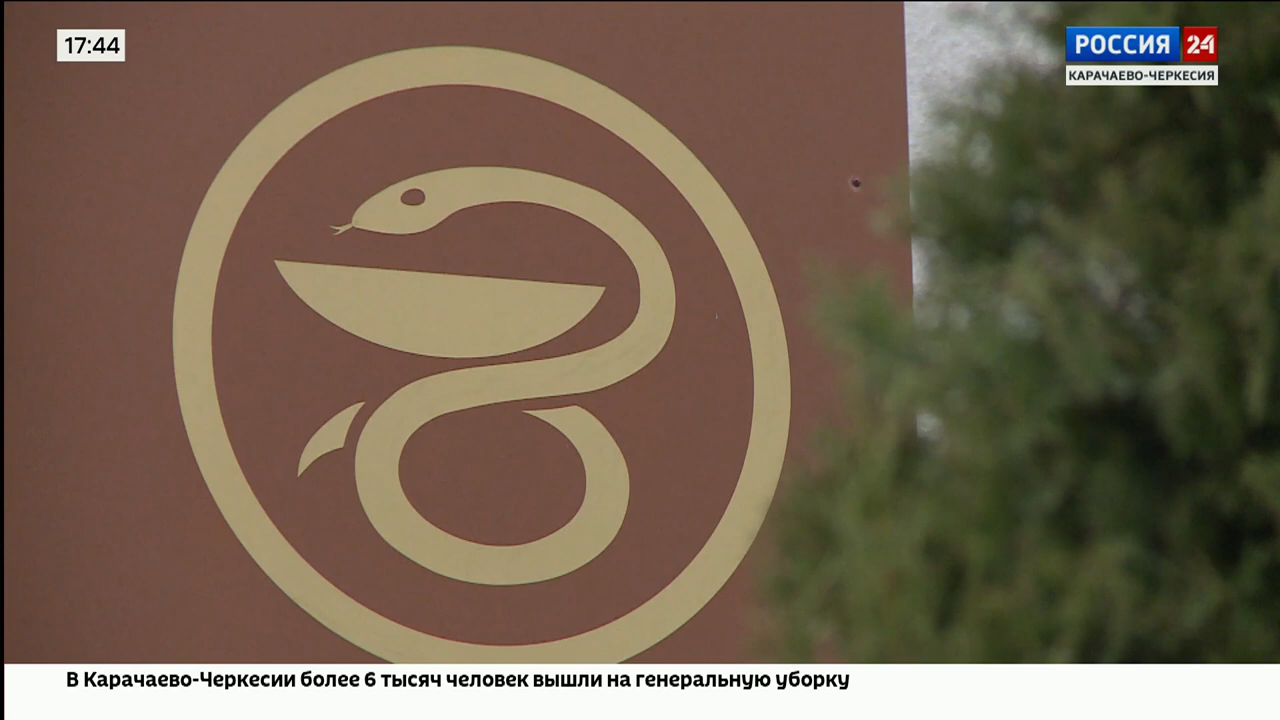 17:44
РОССИЯ 24
КАРАЧАЕВО-ЧЕРКЕСИЯ
В Карачаево-Черкесии более 6 тысяч человек вышли на генеральную уборку